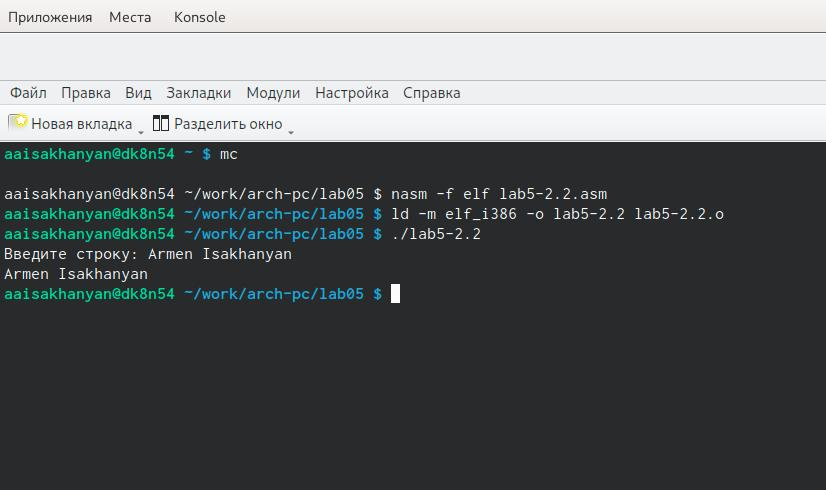 Приложения Места Konsole
Файл Правка Вид Закладки Модули Настройка Справка
Новая вкладка Разделить окно
aaisakhanyan@dk8n54 ~ $ mc
aaisakhanyan@dk8n54 ~/work/arch-pc/lab05 $ nasm -f elf lab5-2.2.asm
aaisakhanyan@dk8n54 ~/work/arch-pc/lab05 $ ld -m elf_i386 -o lab5-2.2 lab5-2.2.o
aaisakhanyan@dk8n54 ~/work/arch-pc/lab05 $ ./lab5-2.2
Введите строку: Armen Isakhanyan
Armen Isakhanyan
aaisakhanyan@dk8n54 ~/work/arch-pc/lab05 $